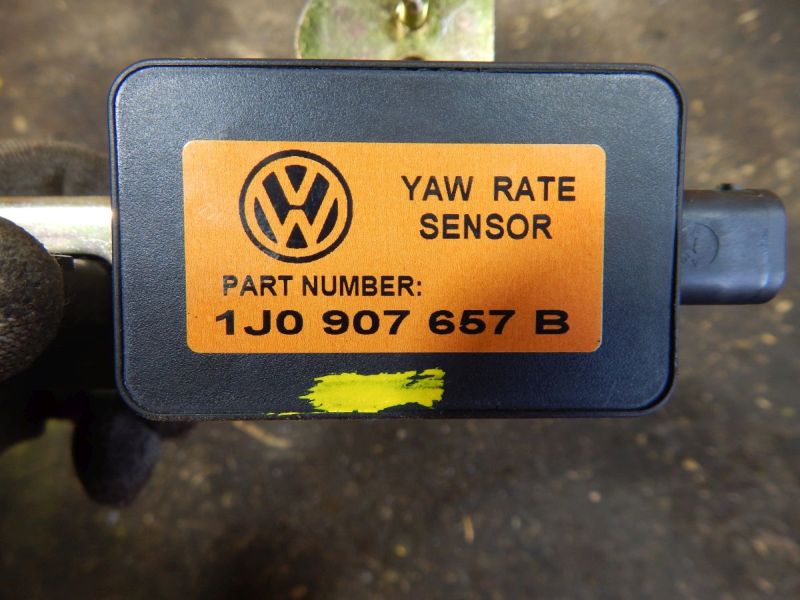 YAW RATE
SENSOR
PART NUMBER:
1J0 907 657 B